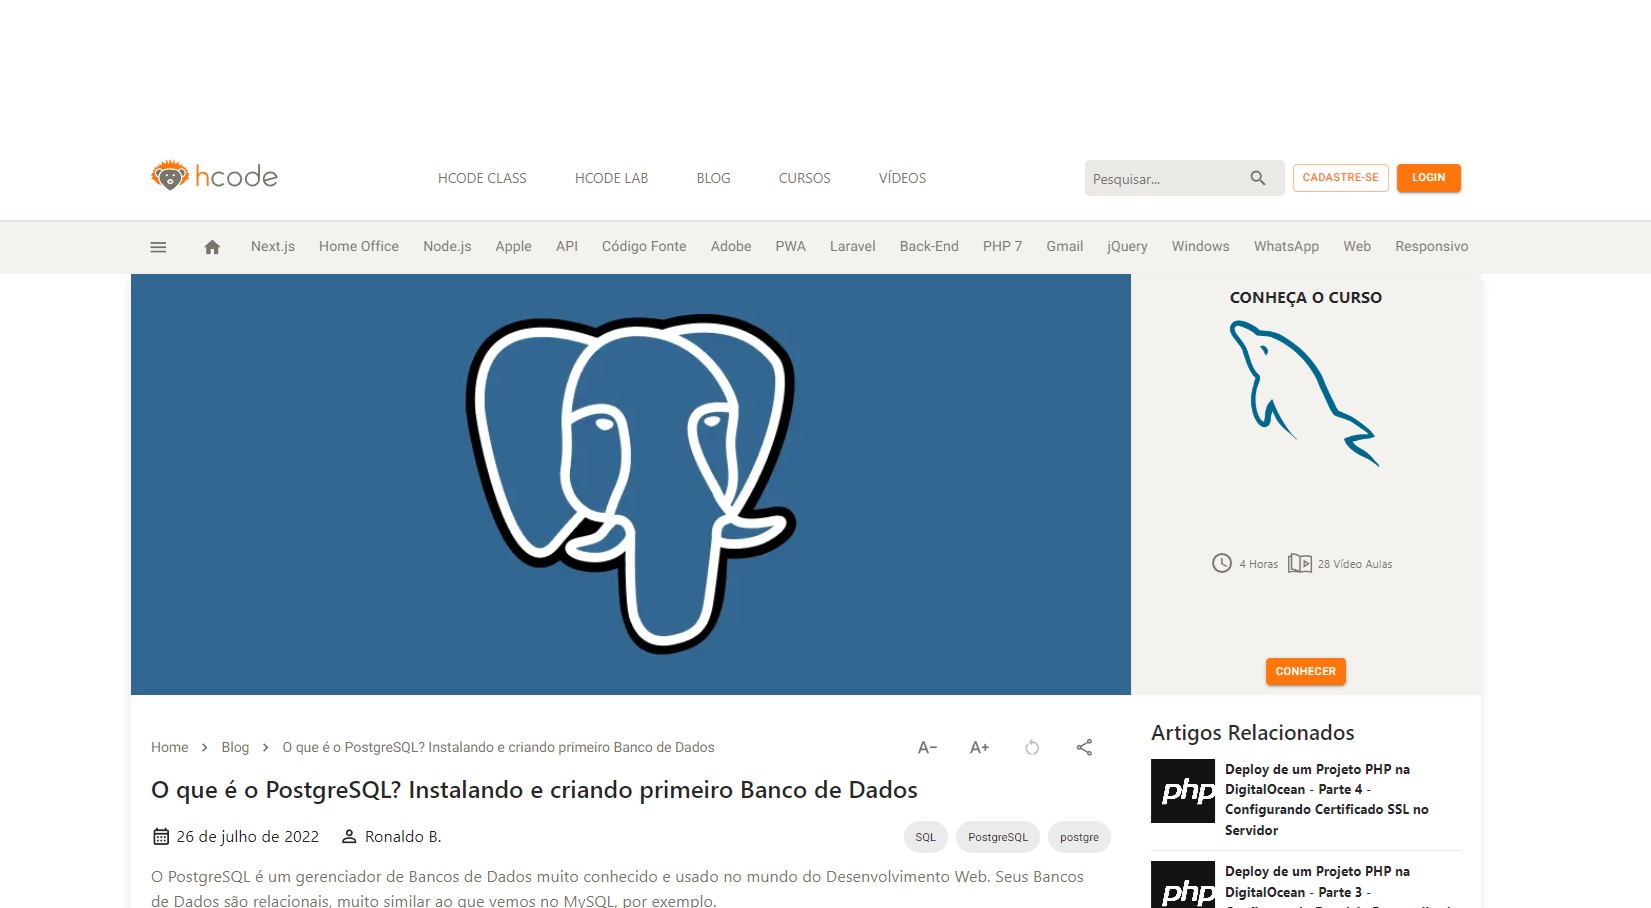 hcode
HCODE CLASS
HCODE LAB
BLOG
CURSOS
VÍDEOS
Pesquisar...
CADASTRE-SE
LOGIN
Next.js
Home Office
Node.js
Apple
API
Código Fonte
Adobe
PWA
Laravel
Back-End
PHP 7
Gmail
jQuery
Windows
WhatsApp
Web
Responsivo
CONHEÇA O CURSO
4 Horas
28 Vídeo Aulas
CONHECER
Home > Blog > O que é o PostgreSQL? Instalando e criando primeiro Banco de Dados
A-
A+
O que é o PostgreSQL? Instalando e criando primeiro Banco de Dados
26 de julho de 2022
Ronaldo B.
SQL
PostgreSQL
postgre
O PostgreSQL é um gerenciador de Bancos de Dados muito conhecido e usado no mundo do Desenvolvimento Web. Seus Bancos
de Dados são relacionais, muito similar ao que vemos no MySQL, por exemplo.
Artigos Relacionados
php
Deploy de um Projeto PHP na
DigitalOcean - Parte 4 -
Configurando Certificado SSL no
Servidor
php
Deploy de um Projeto PHP na
DigitalOcean - Parte 3 -